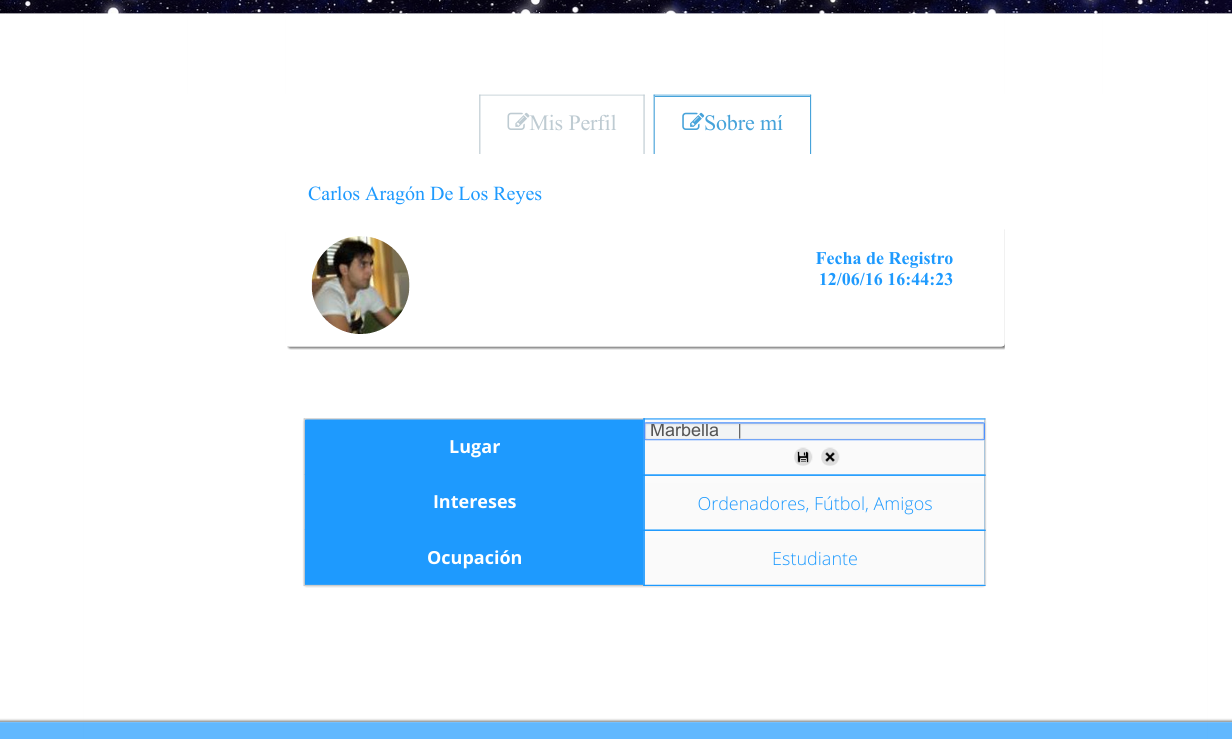 Mis Perfil
Sobre mí
Carlos Aragón De Los Reyes
Fecha de Registro
12/06/16 16:44:23
Lugar
Marbella
Intereses
Ordenadores, Fútbol, Amigos
Ocupación
Estudiante